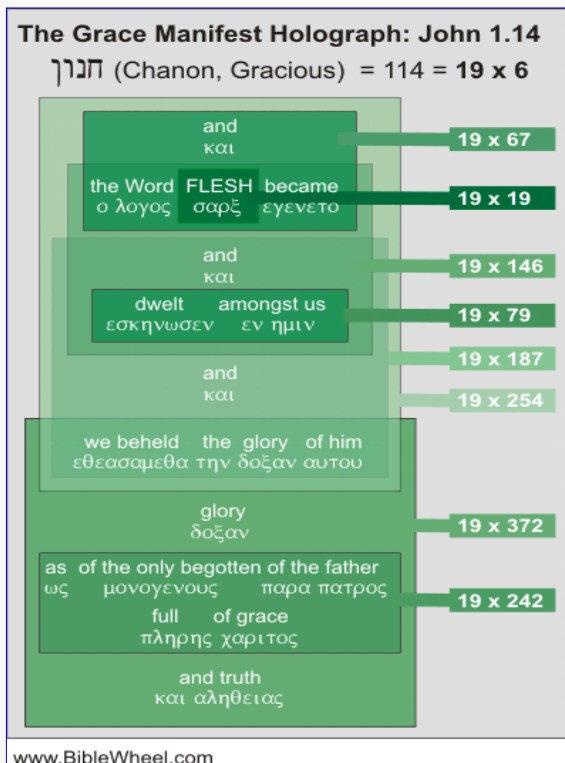 The Grace Manifest Holograph: John 1.14
חנון (Chanon, Gracious) = 114 = 19 x 6
and
και
19 x 67
the Word FLESH became
ο λογος σαρξ εγενετο
19 x 19
and
και
19 x 146
dwelt amongst us
εσκηνωσεν εν ημιν
19 x 79
19 x 187
and
και
19 x 254
we beheld the glory of him
εθεασαμεθα την δοξαν αυτου
glory
δοξαν
19 x 372
as of the only begotten of the father
ως μονογενους παρα πατρος
19 x 242
full of grace
πληρης χαριτος
and truth
και αληθειας
www.BibleWheel.com